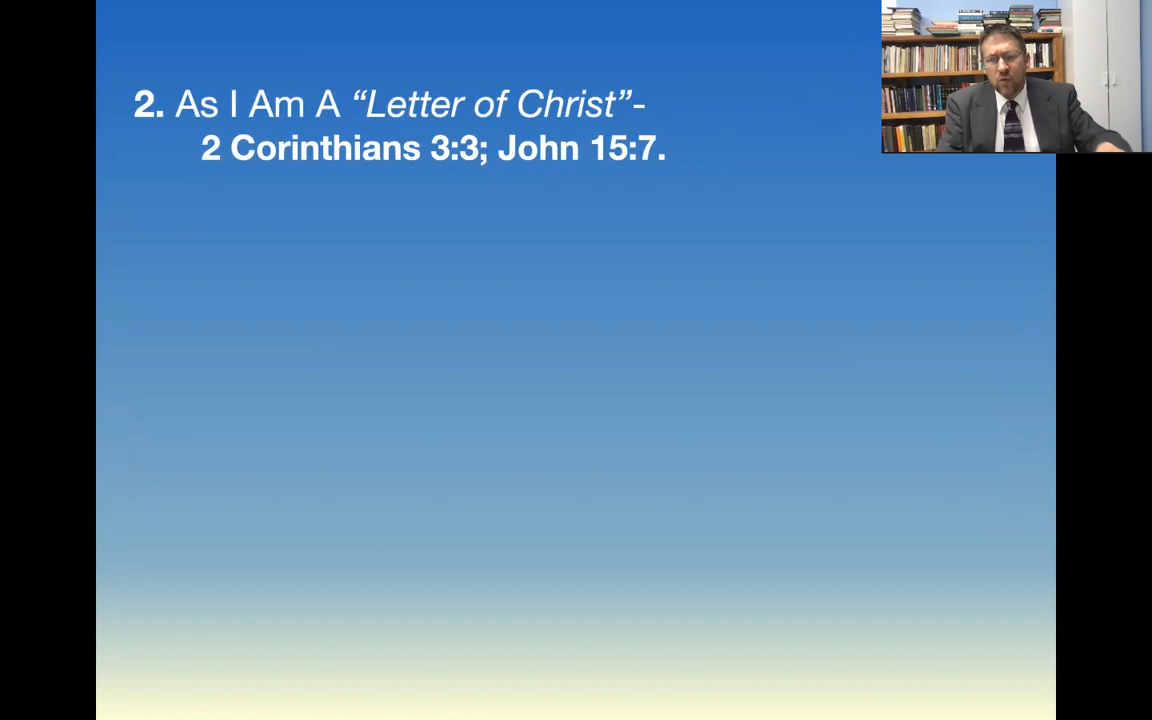 2. As I Am A “Letter of Christ”-
2 Corinthians 3:3; John 15:7.